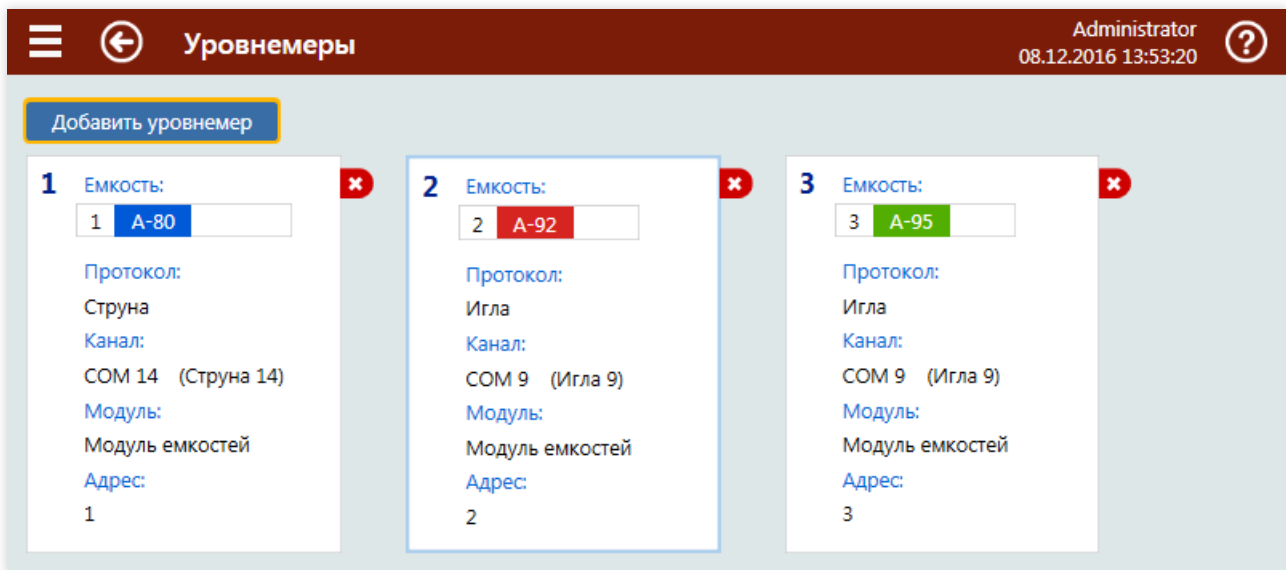 Уровнемеры
Administrator
08.12.2016 13:53:20
Добавить уровнемер
1 Емкость:
1 А-80
Протокол:
Струна
Канал:
COM 14 (Струна 14)
Модуль:
Модуль емкостей
Адрес:
1
2 Емкость:
2 А-92
Протокол:
Игла
Канал:
COM 9 (Игла 9)
Модуль:
Модуль емкостей
Адрес:
2
3 Емкость:
3 А-95
Протокол:
Игла
Канал:
COM 9 (Игла 9)
Модуль:
Модуль емкостей
Адрес:
3